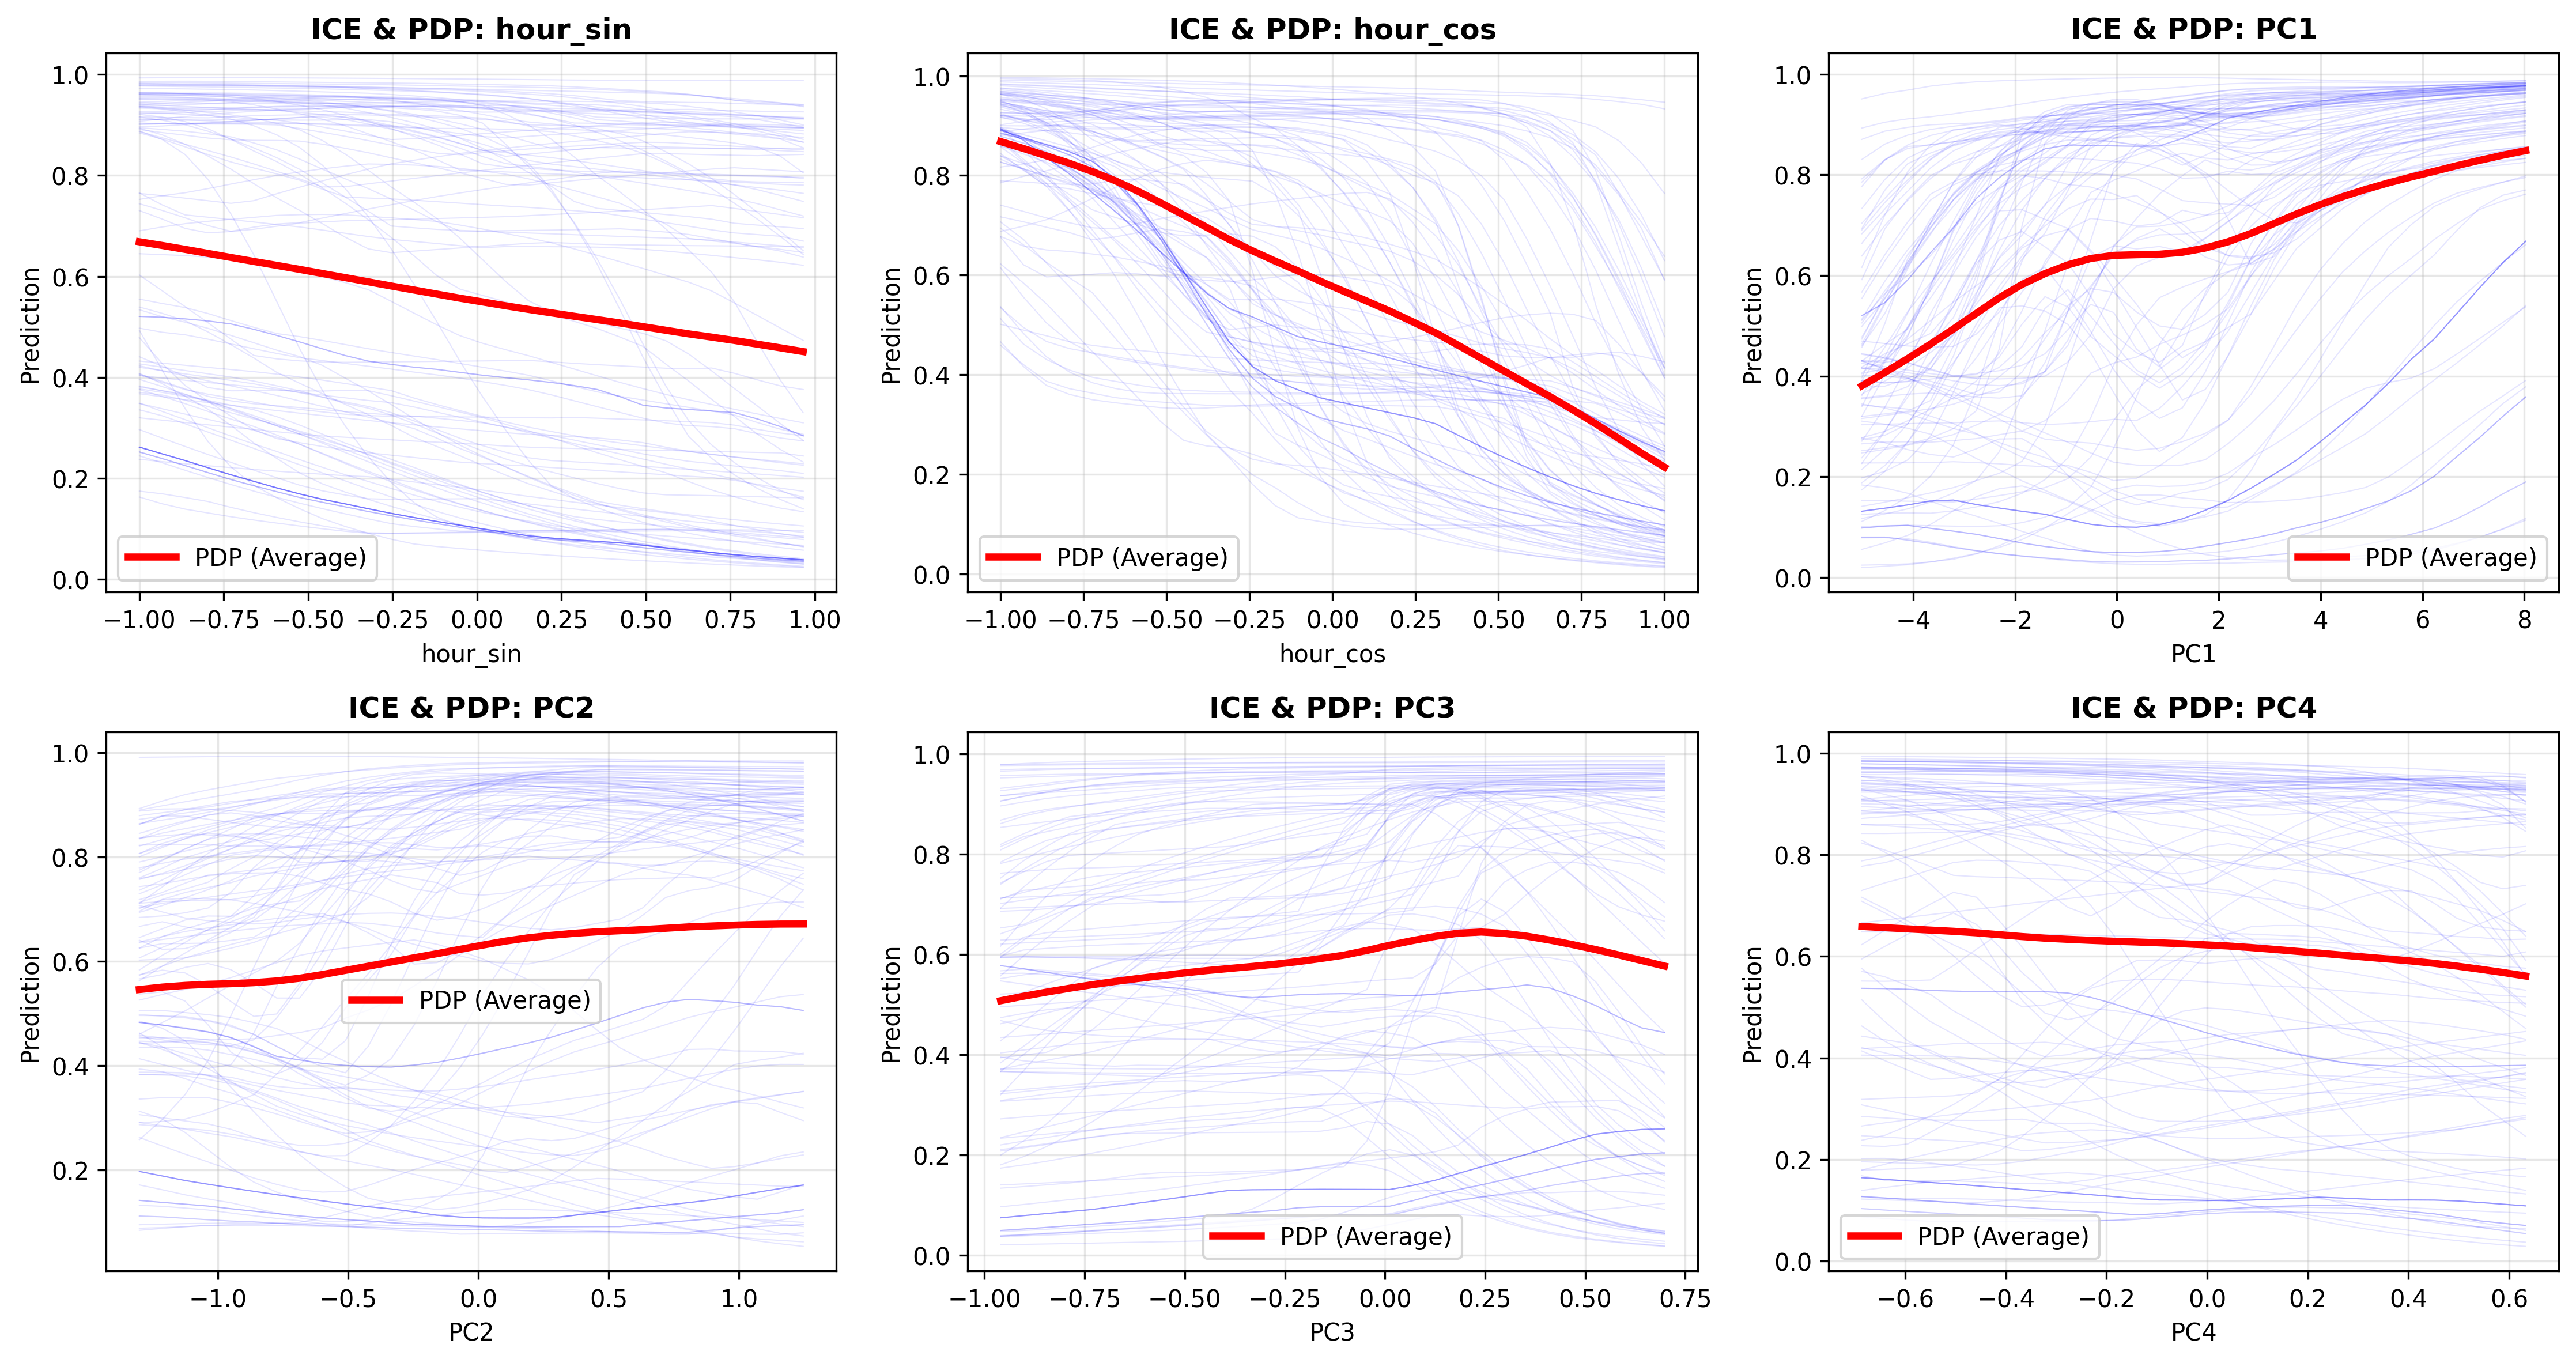 ICE & PDP: hour_sin
1.0
0.8
0.6
0.4
0.2
0.0
Prediction
PDP (Average)
−1.00 −0.75 −0.50 −0.25 0.00 0.25 0.50 0.75 1.00
hour_sin
ICE & PDP: hour_cos
1.0
0.8
0.6
0.4
0.2
0.0
Prediction
PDP (Average)
−1.00 −0.75 −0.50 −0.25 0.00 0.25 0.50 0.75 1.00
hour_cos
ICE & PDP: PC1
1.0
0.8
0.6
0.4
0.2
0.0
Prediction
PDP (Average)
−4 −2 0 2 4 6 8
PC1
ICE & PDP: PC2
1.0
0.8
0.6
0.4
0.2
Prediction
PDP (Average)
−1.0 −0.5 0.0 0.5 1.0
PC2
ICE & PDP: PC3
1.0
0.8
0.6
0.4
0.2
0.0
Prediction
PDP (Average)
−1.00 −0.75 −0.50 −0.25 0.00 0.25 0.50 0.75
PC3
ICE & PDP: PC4
1.0
0.8
0.6
0.4
0.2
0.0
Prediction
PDP (Average)
−0.6 −0.4 −0.2 0.0 0.2 0.4 0.6
PC4